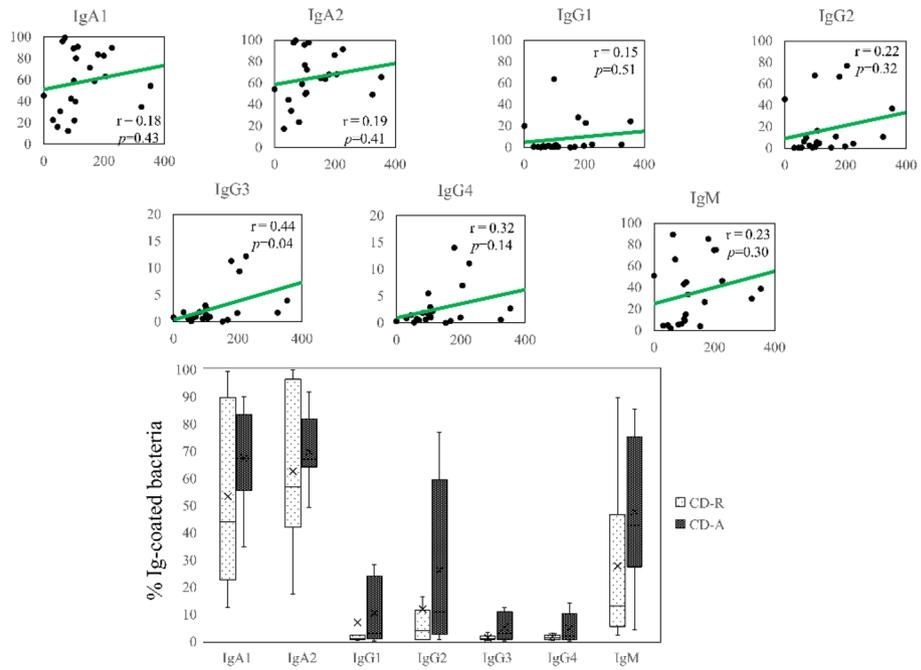 IgA1
IgA2
IgG1
IgG2
100
80
60
40
20
0
0 200 400
r=0.18
p=0.43
100
80
60
40
20
0
0 200 400
r=0.19
p=0.41
100
80
60
40
20
0
0 200 400
r=0.15
p=0.51
100
80
60
40
20
0
0 200 400
r=0.22
p=0.32
IgG3
IgG4
IgM
20
15
10
5
0
0 200 400
r=0.44
p=0.04
20
15
10
5
0
0 200 400
r=0.32
p=0.14
100
80
60
40
20
0
0 200 400
r=0.23
p=0.30
% Ig-coated bacteria
100
90
80
70
60
50
40
30
20
10
0
IgA1 IgA2 IgG1 IgG2 IgG3 IgG4 IgM
CD-R
CD-A